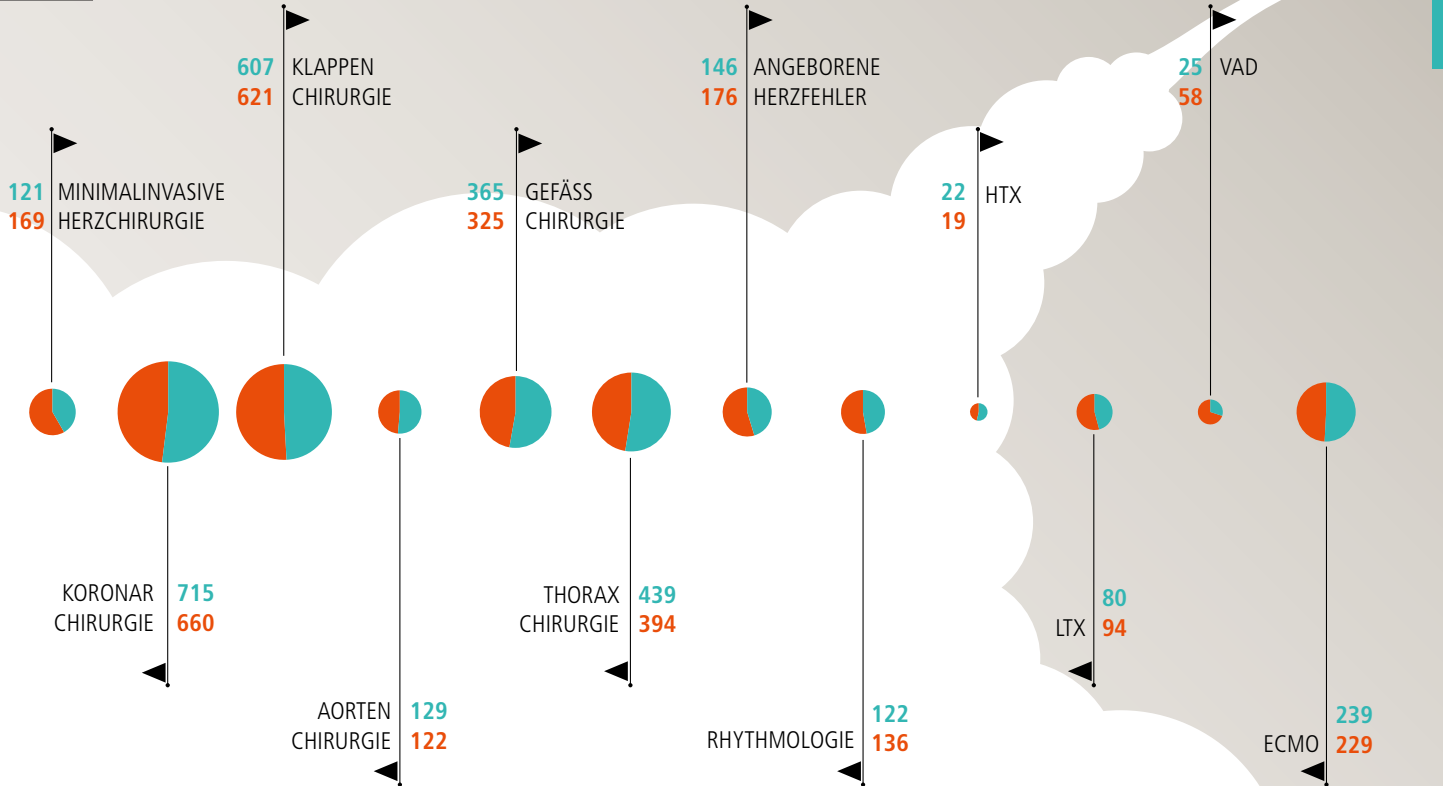 607 KLAPPEN
621 CHIRURGIE
146 ANGEBORENE
176 HERZFEHLER
25 VAD
58
121 MINIMALINVASIVE
169 HERZCHIRURGIE
365 GEFÄSS
325 CHIRURGIE
22 HTX
19
KORONAR 715
CHIRURGIE 660
THORAX 439
CHIRURGIE 394
80
LTX 94
AORTEN 129
CHIRURGIE 122
122
RHYTHMOLOGIE 136
239
ECMO 229